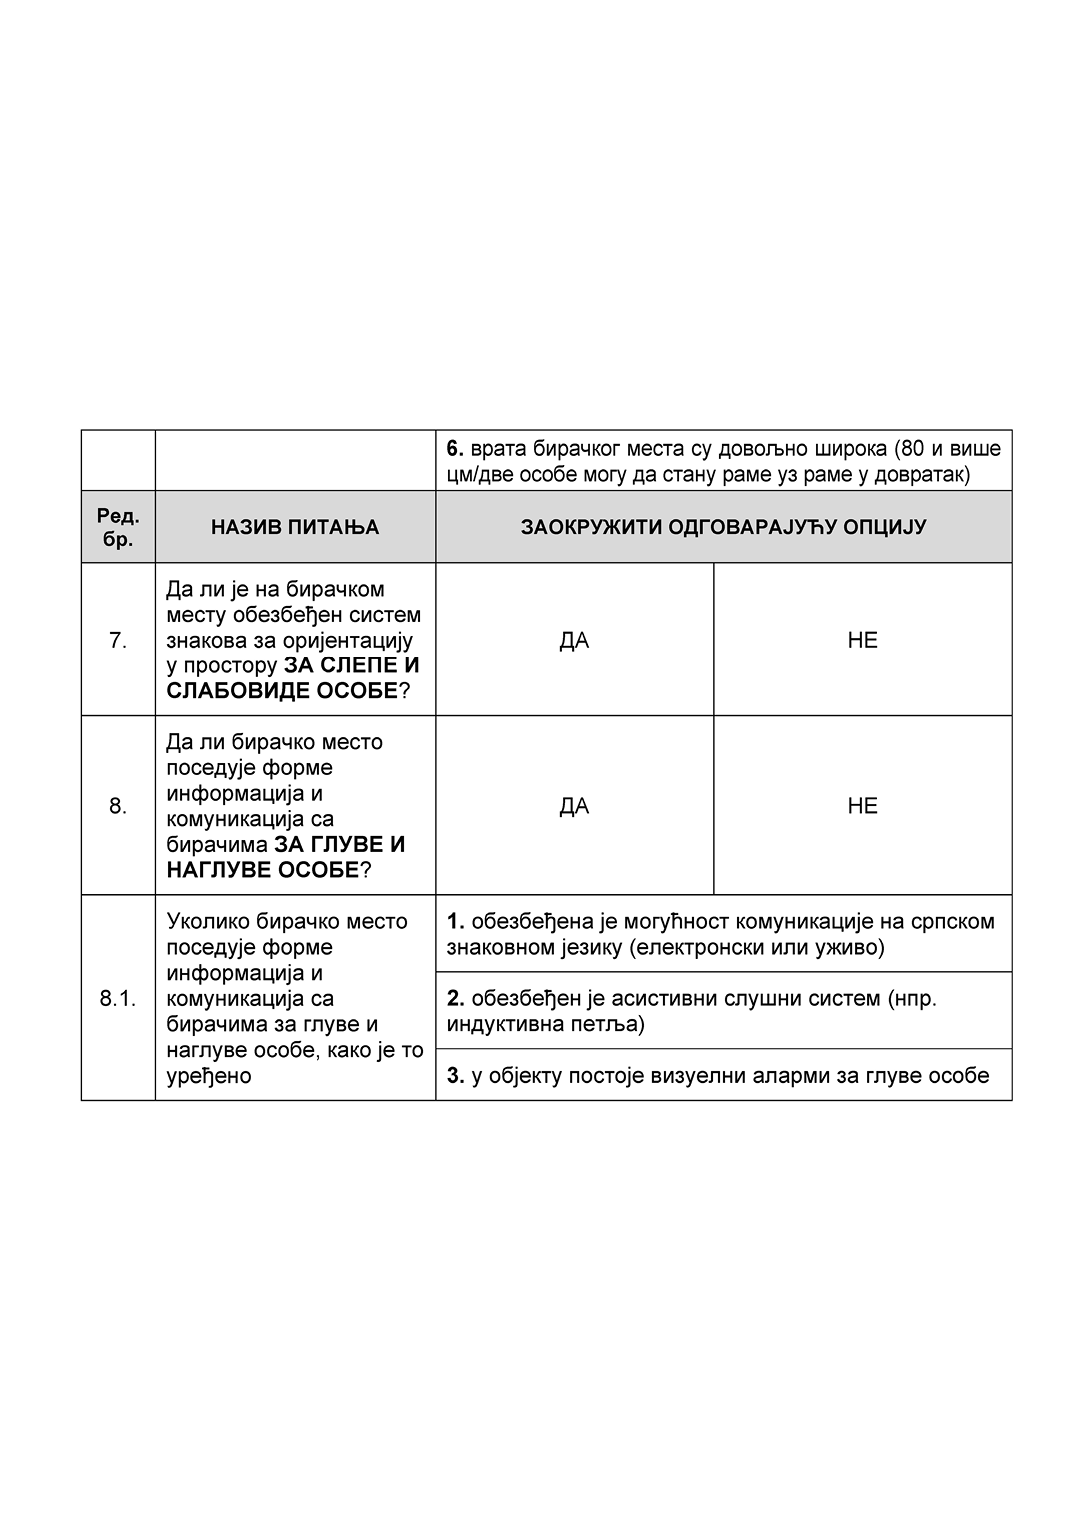 6. врата бирачког места су довољно широка (80 и више
цм/две особе могу да стану раме уз раме у довратак)
Ред.
бр.
НАЗИВ ПИТАЊА
ЗАОКРУЖИТИ ОДГОВАРАЈУЋУ ОПЦИЈУ
7.
Да ли је на бирачком
месту обезбеђен систем
знакова за оријентацију
у простору ЗА СЛЕПЕ И
СЛАБОВИДЕ ОСОБЕ?
ДА
НЕ
8.
Да ли бирачко место
поседује форме
информација и
комуникација са
бирачима ЗА ГЛУВЕ И
НАГЛУВЕ ОСОБЕ?
ДА
НЕ
8.1.
Уколико бирачко место
поседује форме
информација и
комуникација са
бирачима за глуве и
наглуве особе, како је то
уређено
1. обезбеђена је могућност комуникације на српском
знаковном језику (електронски или уживо)
2. обезбеђен је асистивни слушни систем (нпр.
индуктивна петља)
3. у објекту постоје визуелни аларми за глуве особе